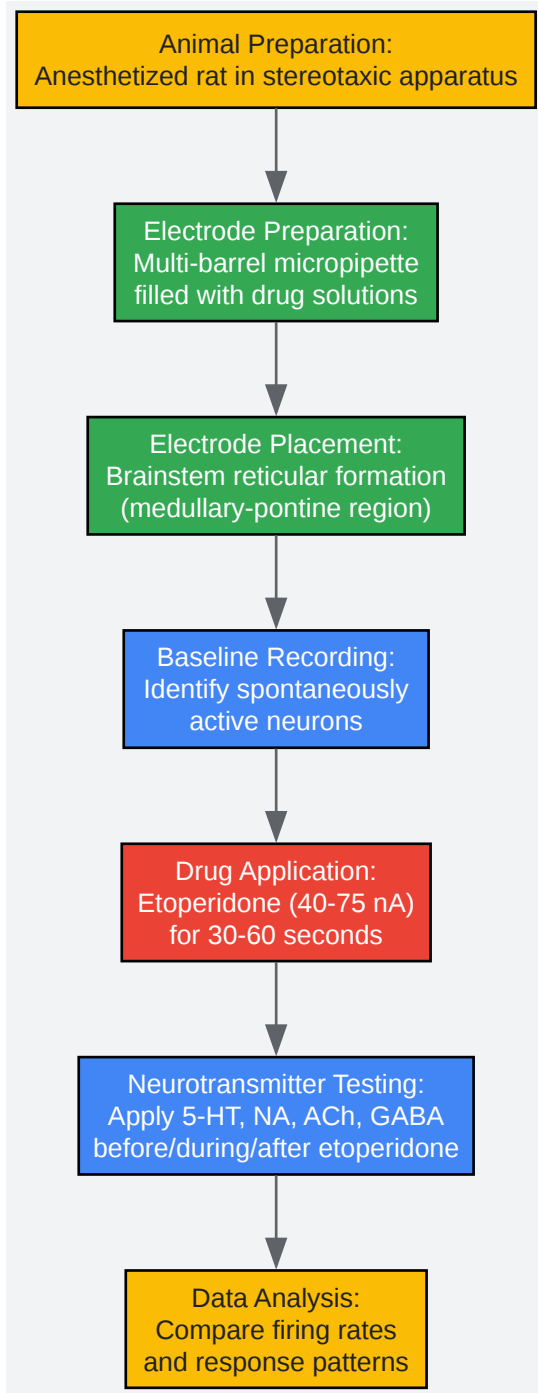 Animal Preparation:
Anesthetized rat in stereotaxic apparatus
Electrode Preparation:
Multi-barrel micropipette
filled with drug solutions
Electrode Placement:
Brainstem reticular formation
(medullary-pontine region)
Baseline Recording:
Identify spontaneously
active neurons
Drug Application:
Etoperidone (40-75 nA)
for 30-60 seconds
Neurotransmitter Testing:
Apply 5-HT, NA, ACh, GABA
before/during/after etoperidone
Data Analysis:
Compare firing rates
and response patterns